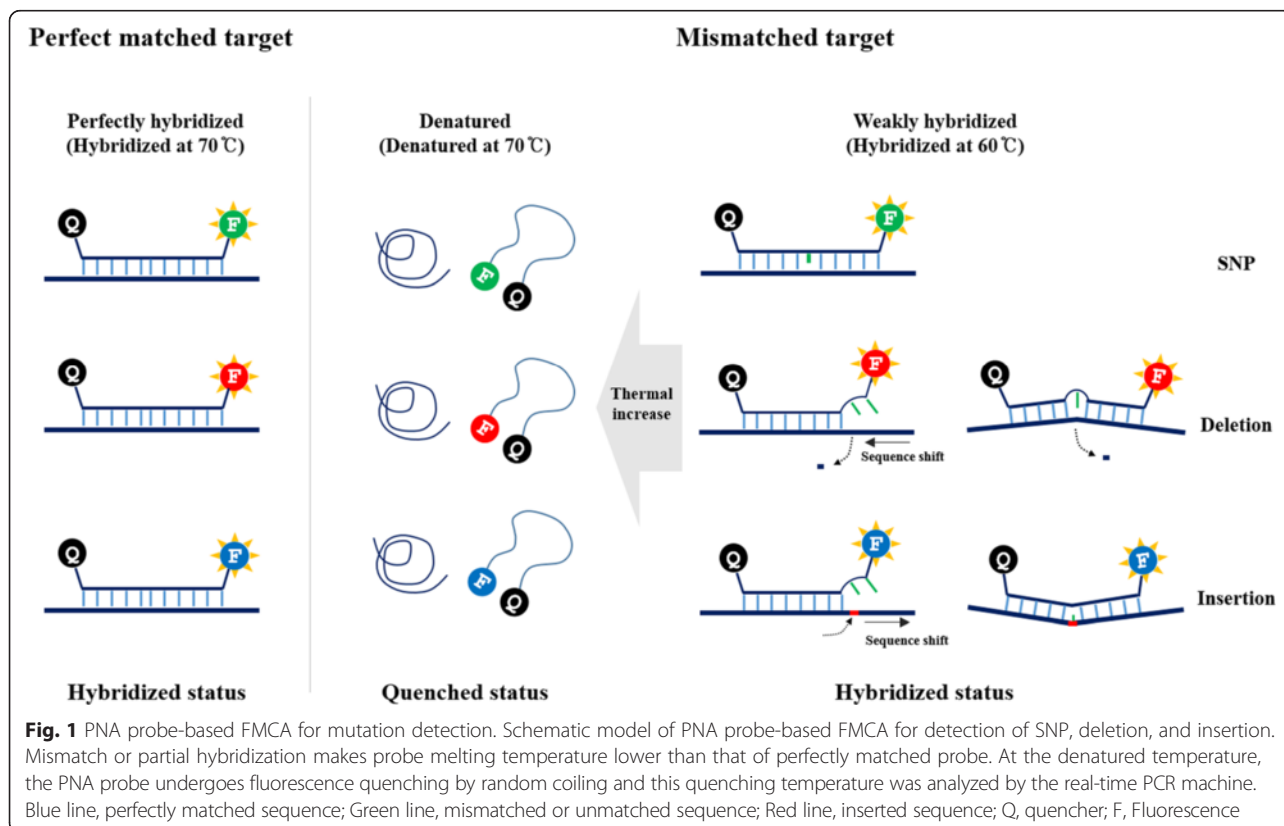 Perfect matched target
Mismatched target
Perfectly hybridized
(Hybridized at 70℃)
Denatured
(Denatured at 70℃)
Weakly hybridized
(Hybridized at 60℃)
Q
F
F
Q
Q
F
SNP
Q
F
F
Q
Thermal
increase
Q
F
Sequence shift
Q
F
Deletion
Q
F
F
Q
Q
F
Sequence shift
Q
F
Insertion
Hybridized status
Quenched status
Hybridized status
Fig. 1 PNA probe-based FMCA for mutation detection. Schematic model of PNA probe-based FMCA for detection of SNP, deletion, and insertion.
Mismatch or partial hybridization makes probe melting temperature lower than that of perfectly matched probe. At the denatured temperature,
the PNA probe undergoes fluorescence quenching by random coiling and this quenching temperature was analyzed by the real-time PCR machine.
Blue line, perfectly matched sequence; Green line, mismatched or unmatched sequence; Red line, inserted sequence; Q, quencher; F, Fluorescence